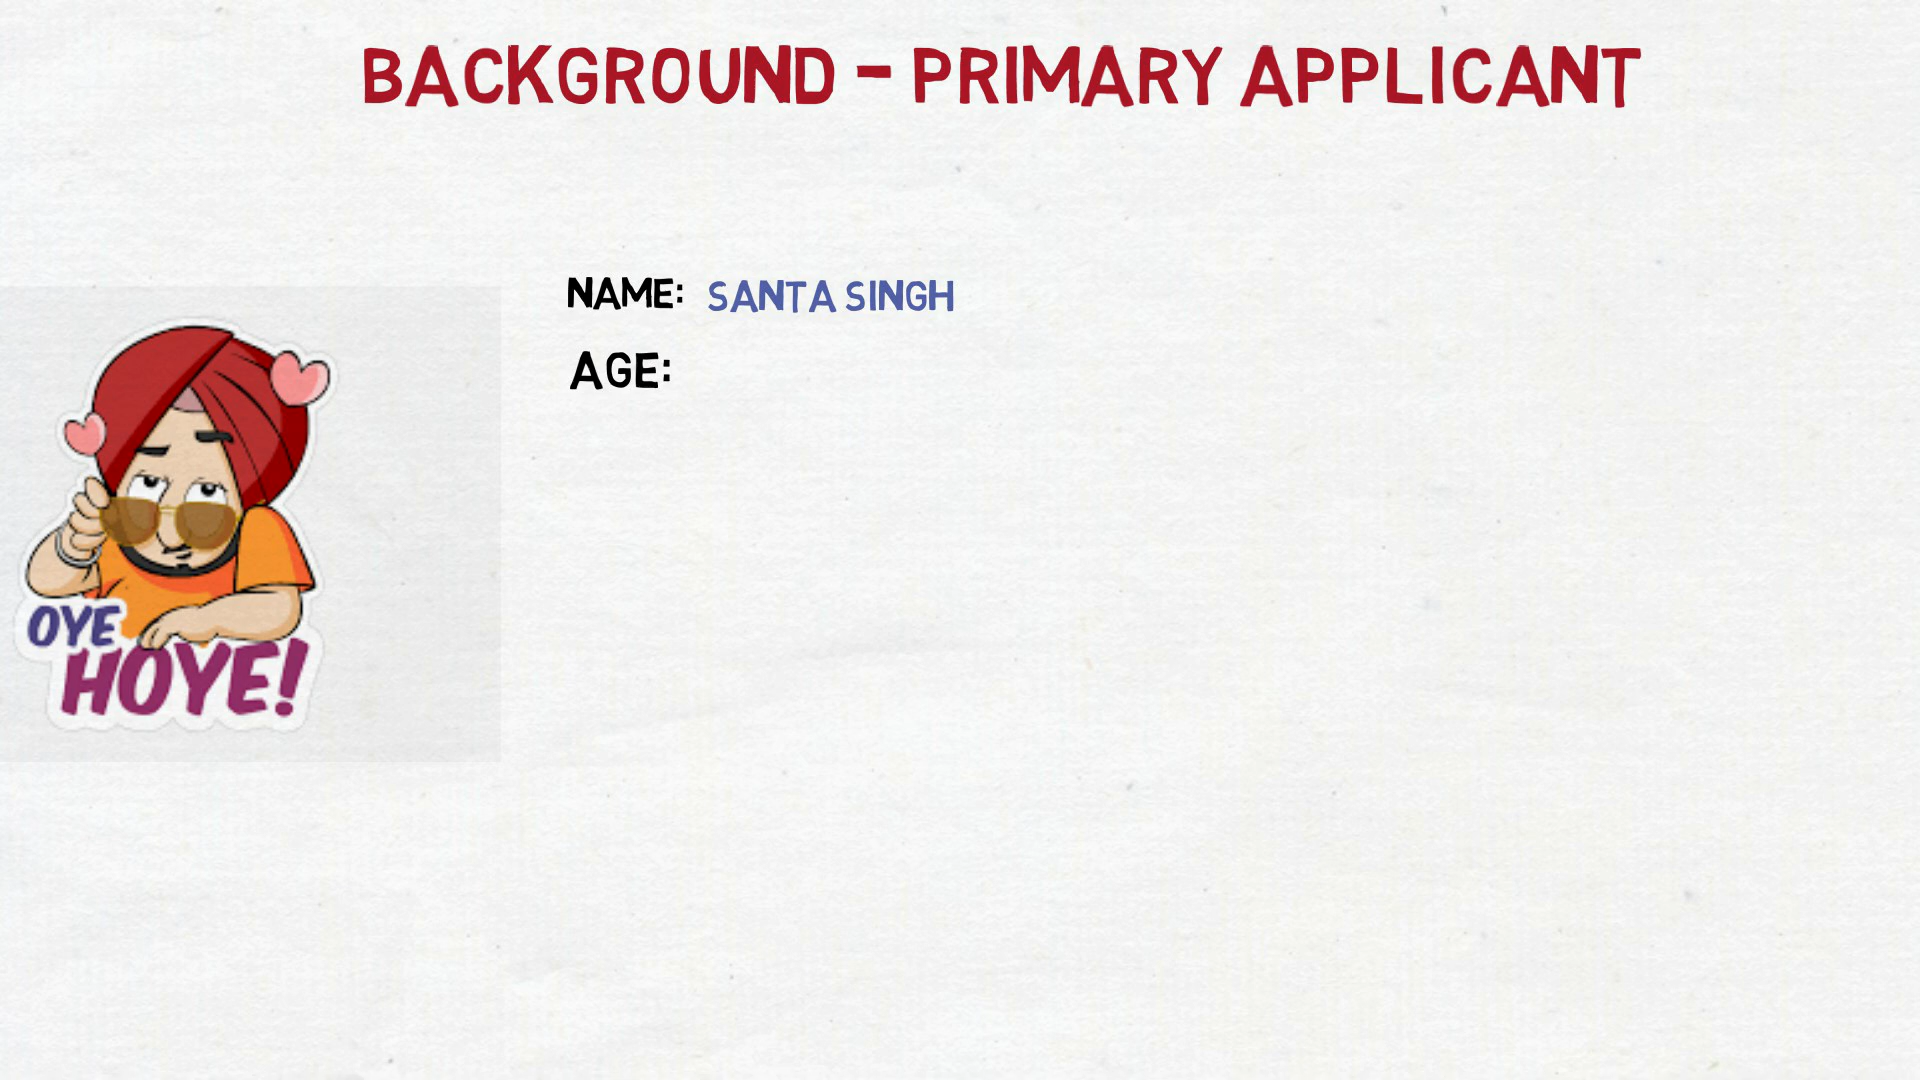 BACKGROUND - PRIMARY APPLICANT
NAME: SANTA SINGH
AGE:
OYE
HOYE!